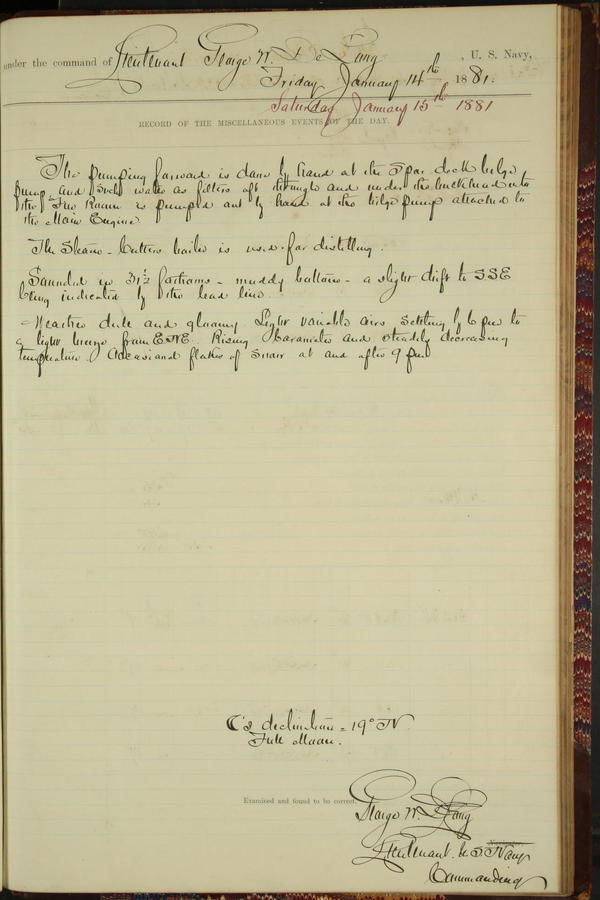 under the command of Lieutenant George W. De Long, U. S. Navy,
Friday January 14th 1881.
Saturday January 15th 1881
RECORD OF THE MISCELLANEOUS EVENTS OF THE DAY.
The pumping forward is done by hand at the Spar deck bilge
pump and such water as filters aft through and under the bulkhead into
the Fire Room is pumped out by hand at the bilge pump attached to
the Main Engine.
The Steam-Cutters boiler is used for distilling.
Sounded in 31½ fathoms - muddy bottom - a slight drift to SSE
being indicated by the lead line.
Weather dull and gloomy. Light variable airs settling by 6 pm to
a light breeze from ENE. Rising barometer and steadily decreasing
temperature. Occasional flakes of snow at and after 9 pm
☾'s declination = 19° N.
Full Moon.
Examined and found to be correct.
George W. De Long
Lieutenant U.S. Navy
Commanding